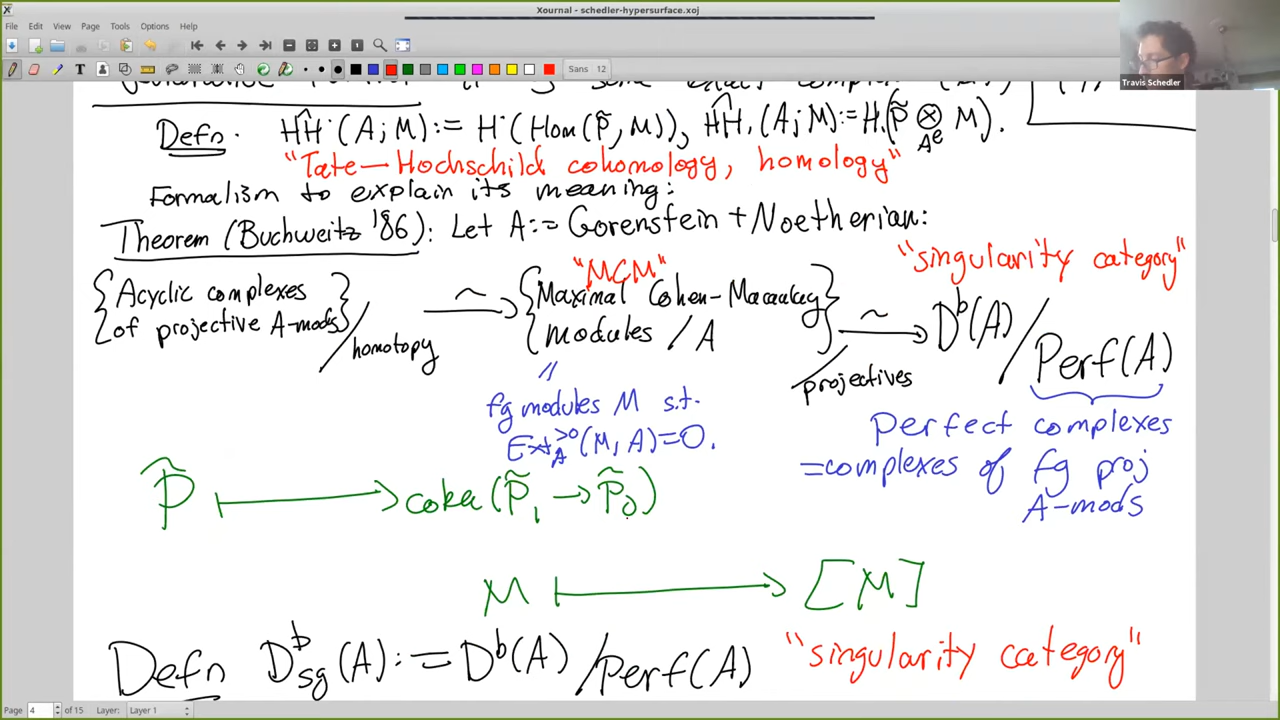 Xournal - schedler-hypersurface.xoj
File Edit View Page Tools Options Help
Sans 12
Travis Schedler
Defn. HĤ˙(A;M):= H˙(Hom(P̃,M)), HĤ.(A;M):=H.(P̃ ⊗_{A^e} M).
"Tate—Hochschild cohomology, homology"
Formalism to explain its meaning:
Theorem (Buchweitz '86): Let A:= Gorenstein + Noetherian:
"singularity category"
"MCM"
{Acyclic complexes of projective A-mods}/homotopy ⟶~ {Maximal Cohen-Macaulay modules / A}/projectives ⟶~ D^b(A)/Perf(A)
fg modules M s.t.
Ext_A^{>0}(M, A)=0.
Perfect complexes
=complexes of fg proj
A-mods
P̃ ⟼ coker(P̃_1 → P̃_0)
M ⟼ [M]
Defn D^b_sg(A):= D^b(A)/Perf(A) "singularity category"
Page 4 of 15 Layer: Layer 1